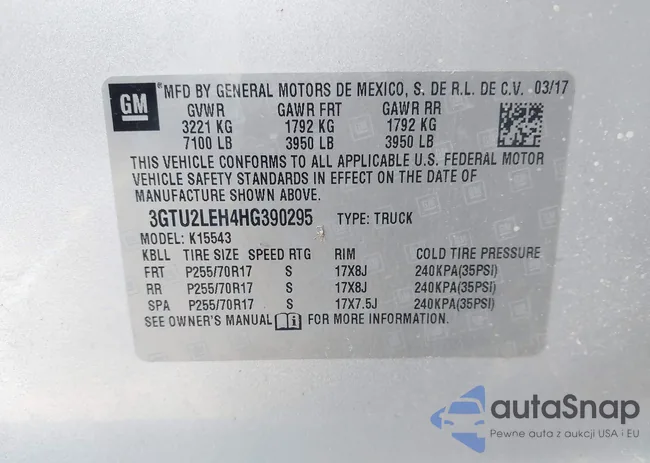 GM
MFD BY GENERAL MOTORS DE MEXICO, S. DE R.L. DE C.V. 03/17
GVWR GAWR FRT GAWR RR
3221 KG 1792 KG 1792 KG
7100 LB 3950 LB 3950 LB
THIS VEHICLE CONFORMS TO ALL APPLICABLE U.S. FEDERAL MOTOR
VEHICLE SAFETY STANDARDS IN EFFECT ON THE DATE OF
MANUFACTURE SHOWN ABOVE.
3GTU2LEH4HG390295 TYPE: TRUCK
MODEL: K15543
KBLL TIRE SIZE SPEED RTG RIM COLD TIRE PRESSURE
FRT P255/70R17 S 17X8J 240KPA(35PSI)
RR P255/70R17 S 17X8J 240KPA(35PSI)
SPA P255/70R17 S 17X7.5J 240KPA(35PSI)
SEE OWNER'S MANUAL FOR MORE INFORMATION.
autaSnap
Pewne auta z aukcji USA i EU